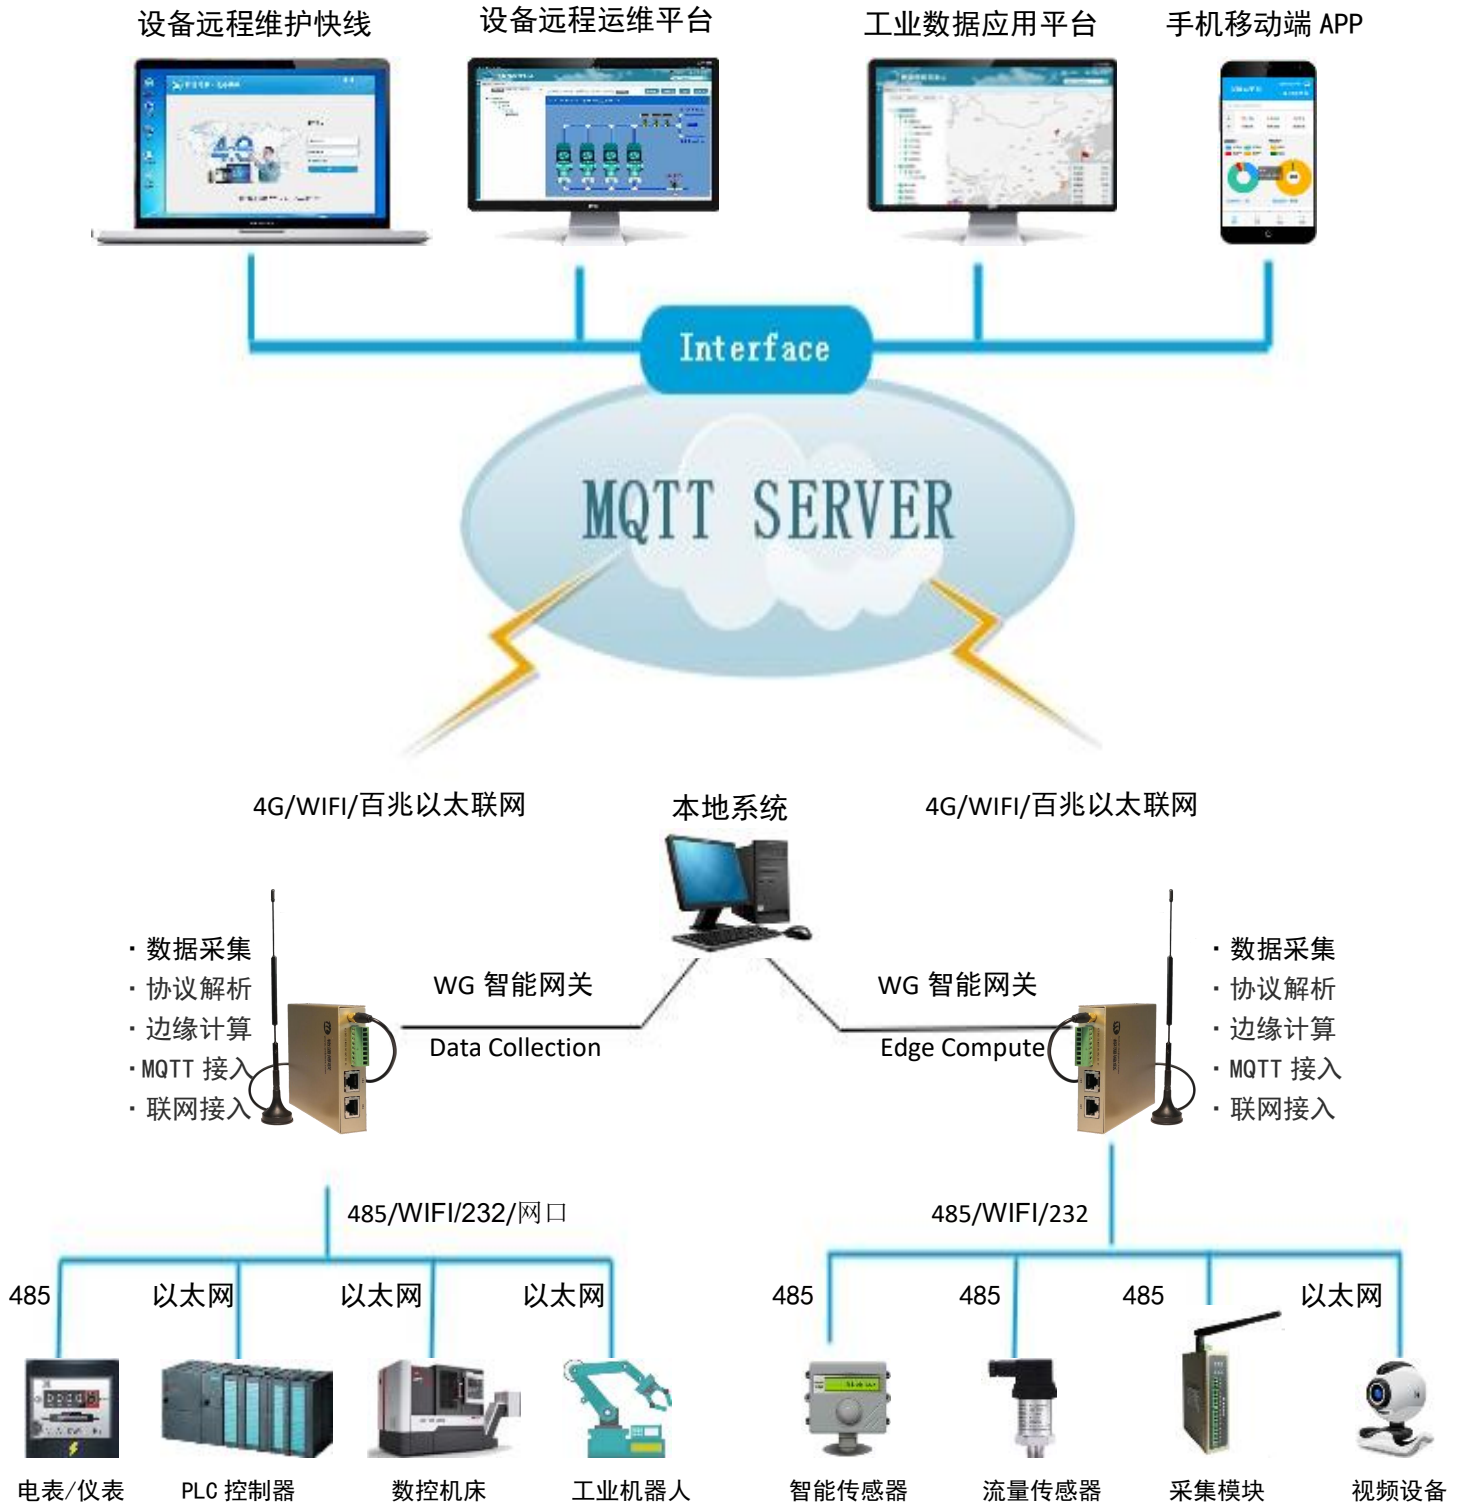 设备远程维护快线
设备远程运维平台
工业数据应用平台
手机移动端 APP
Interface
MQTT SERVER
4G/WIFI/百兆以太联网
本地系统
4G/WIFI/百兆以太联网
· 数据采集
· 协议解析
· 边缘计算
· MQTT 接入
· 联网接入
WG 智能网关
Data Collection
WG 智能网关
Edge Compute
· 数据采集
· 协议解析
· 边缘计算
· MQTT 接入
· 联网接入
485/WIFI/232/网口
485/WIFI/232
485
以太网
以太网
以太网
485
485
485
以太网
电表/仪表
PLC 控制器
数控机床
工业机器人
智能传感器
流量传感器
采集模块
视频设备